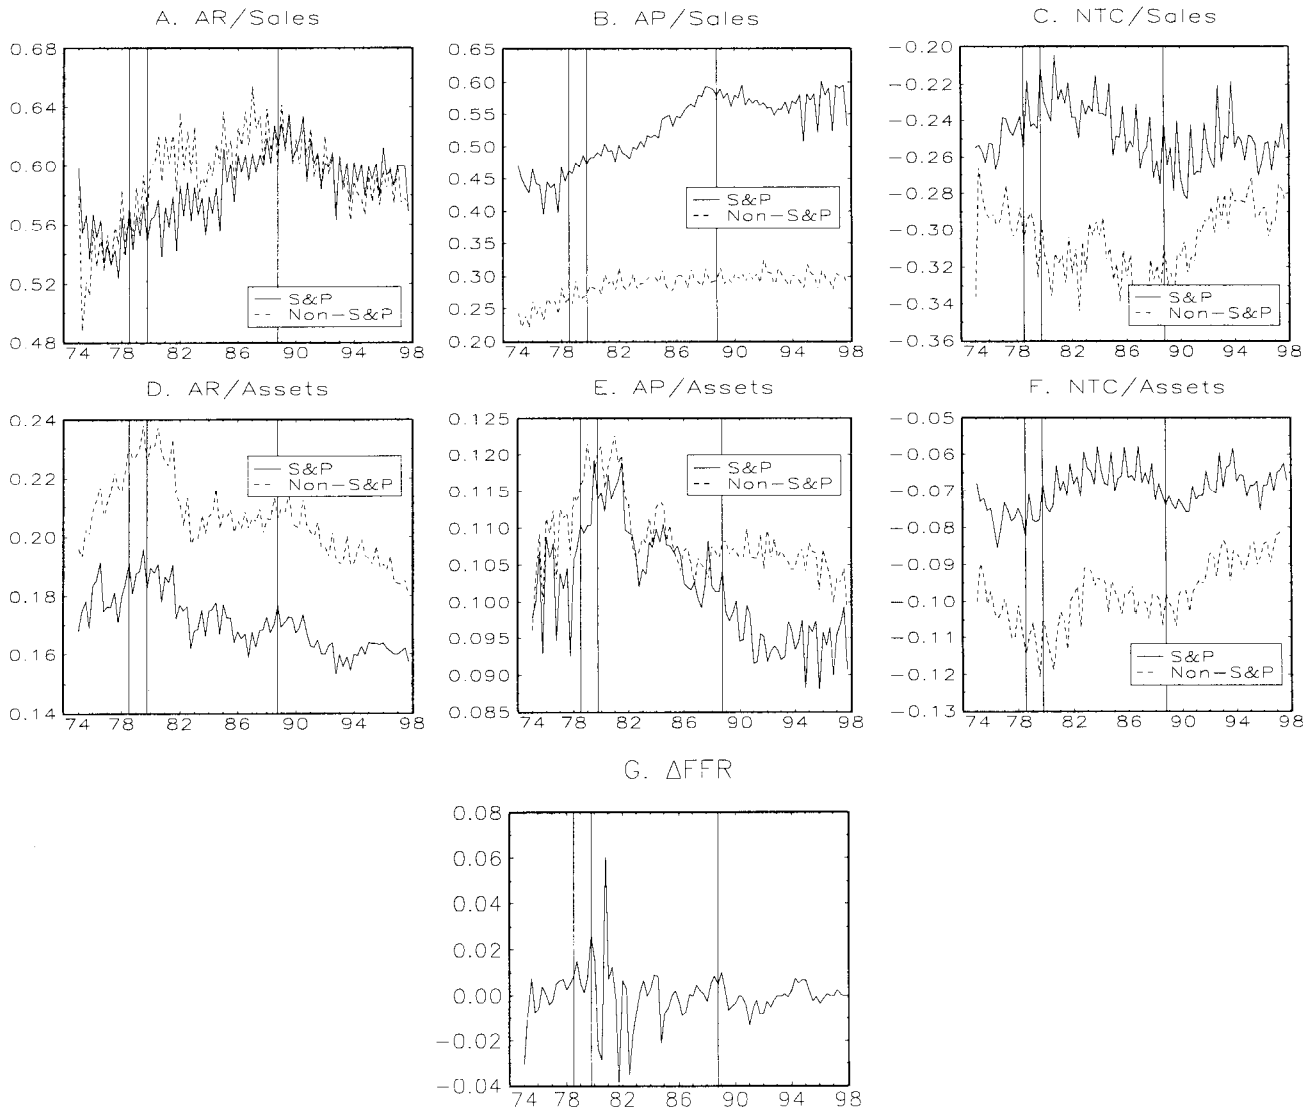 A. AR/Sales
0.68
0.64
0.60
0.56
0.52
0.48
S&P
Non-S&P
74 78 82 86 90 94 98
B. AP/Sales
0.65
0.60
0.55
0.50
0.45
0.40
0.35
0.30
0.25
0.20
S&P
Non-S&P
74 78 82 86 90 94 98
C. NTC/Sales
-0.20
-0.22
-0.24
-0.26
-0.28
-0.30
-0.32
-0.34
-0.36
S&P
Non-S&P
74 78 82 86 90 94 98
D. AR/Assets
0.24
0.22
0.20
0.18
0.16
0.14
S&P
Non-S&P
74 78 82 86 90 94 98
E. AP/Assets
0.125
0.120
0.115
0.110
0.105
0.100
0.095
0.090
0.085
S&P
Non-S&P
74 78 82 86 90 94 98
F. NTC/Assets
-0.05
-0.06
-0.07
-0.08
-0.09
-0.10
-0.11
-0.12
-0.13
S&P
Non-S&P
74 78 82 86 90 94 98
G. ΔFFR
0.08
0.06
0.04
0.02
0.00
-0.02
-0.04
74 78 82 86 90 94 98